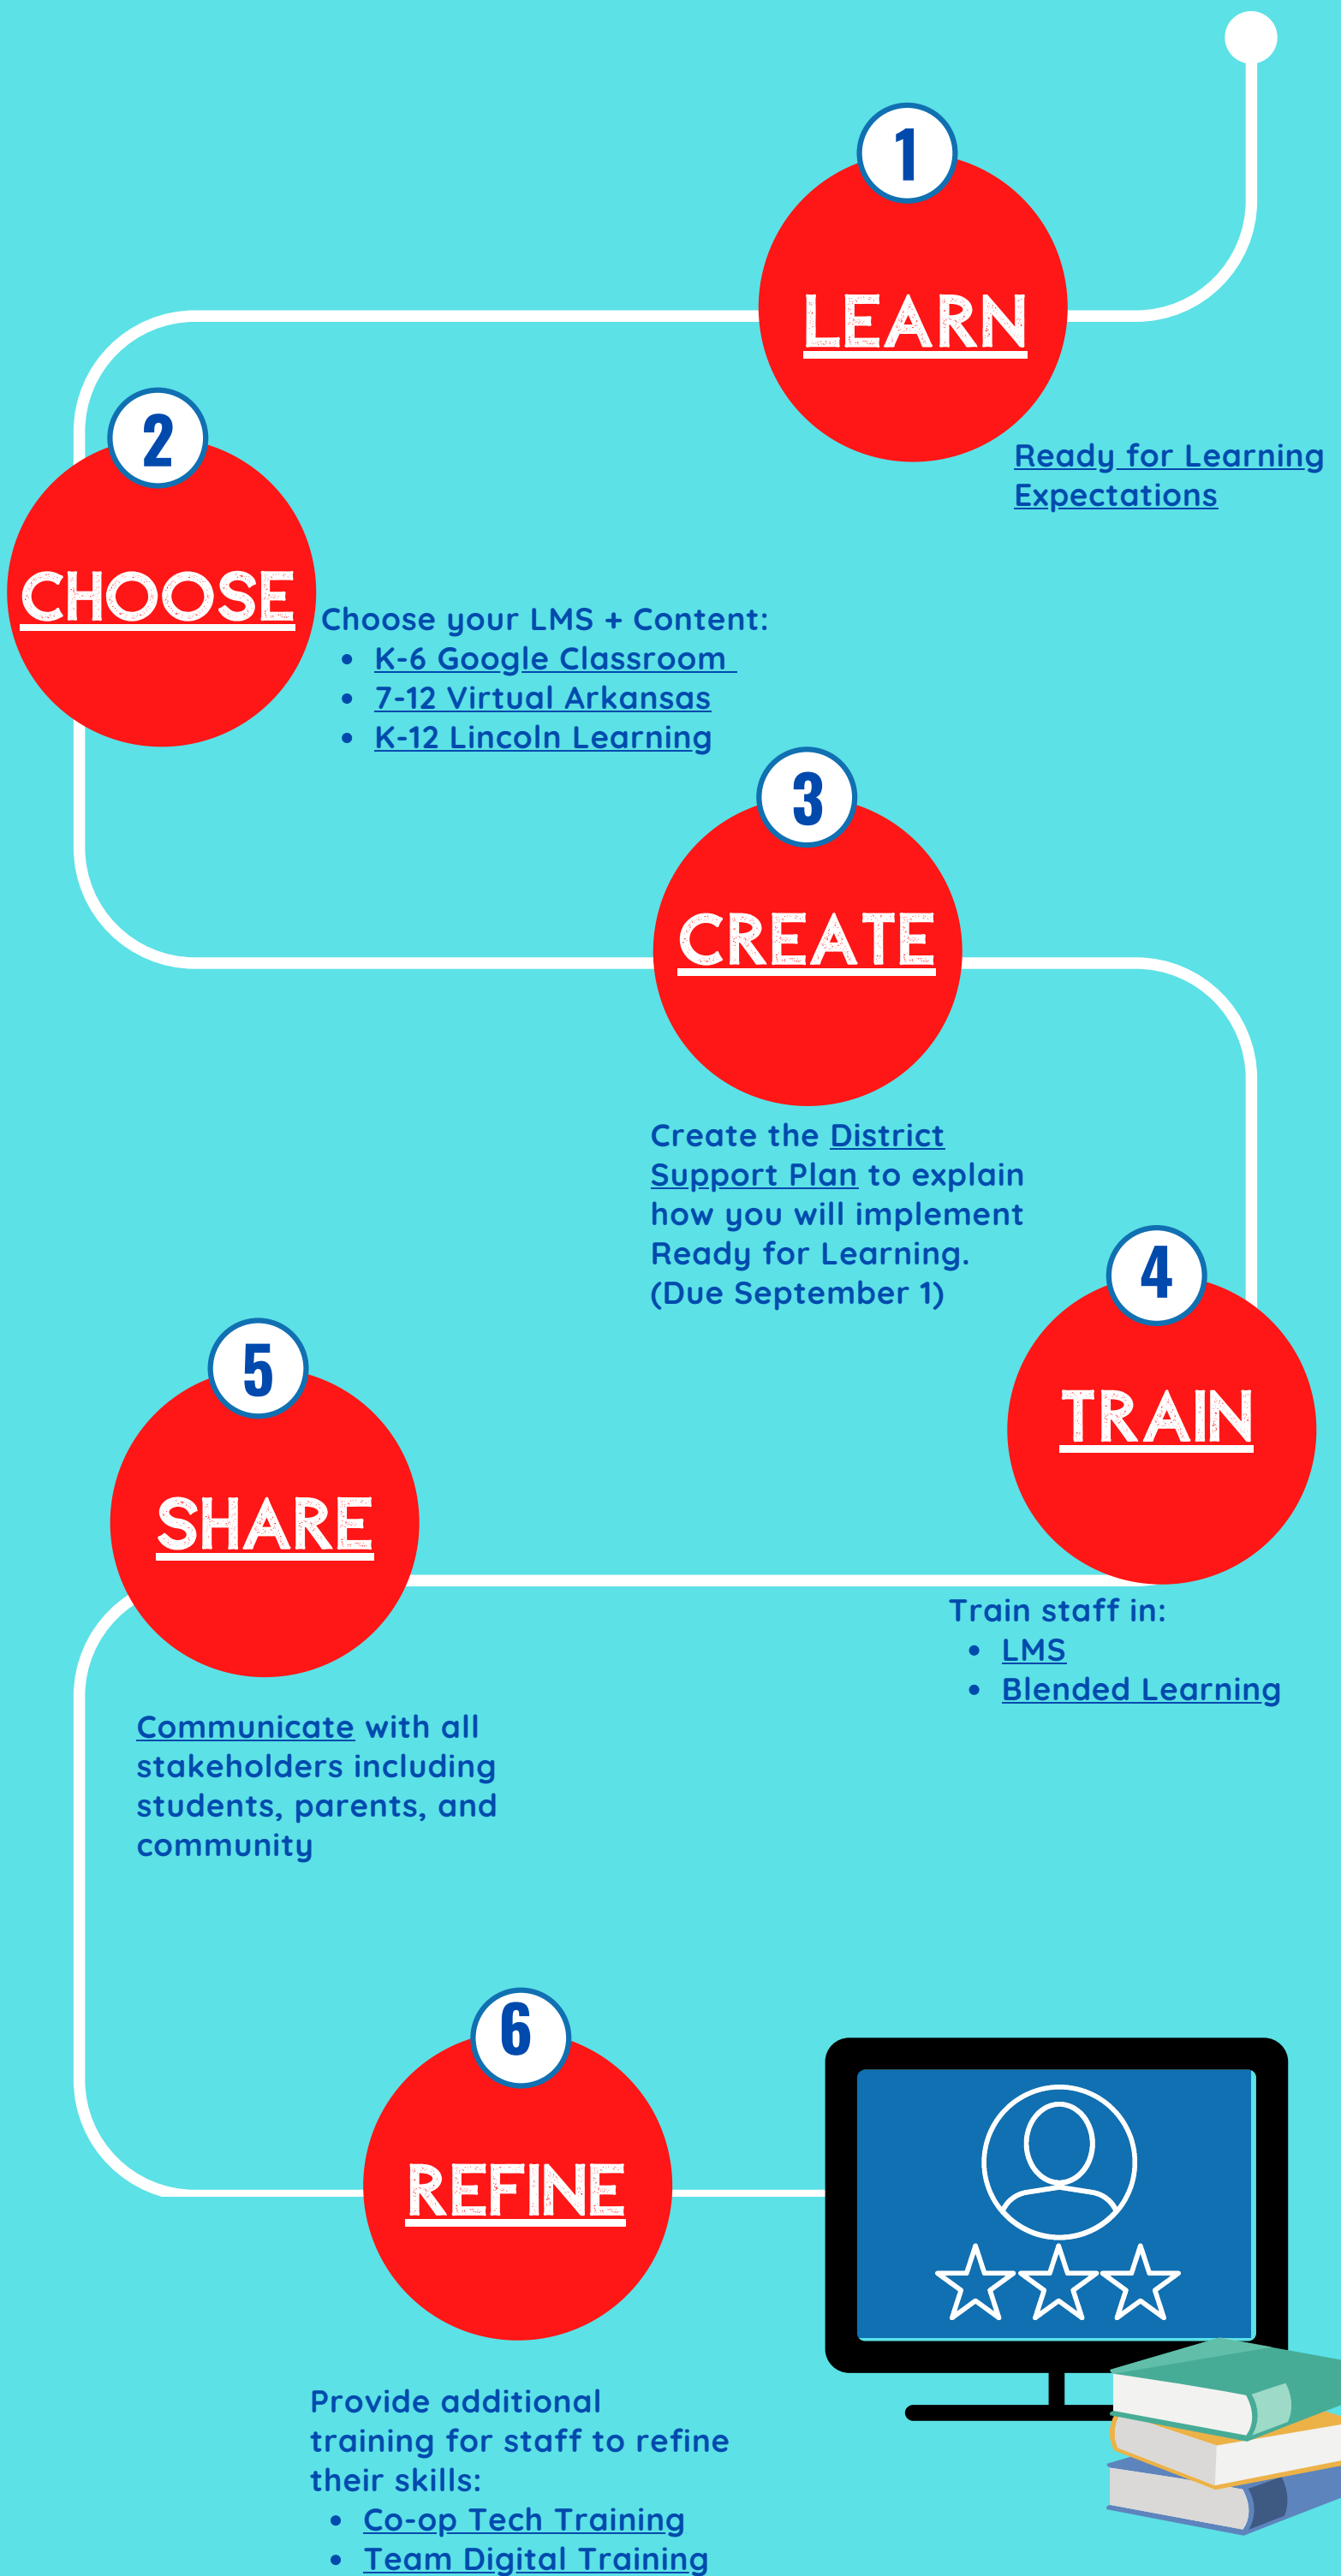 1
LEARN
Ready for Learning
Expectations
2
CHOOSE
Choose your LMS + Content:
• K-6 Google Classroom
• 7-12 Virtual Arkansas
• K-12 Lincoln Learning
3
CREATE
Create the District
Support Plan to explain
how you will implement
Ready for Learning.
(Due September 1)
4
TRAIN
Train staff in:
• LMS
• Blended Learning
5
SHARE
Communicate with all
stakeholders including
students, parents, and
community
6
REFINE
Provide additional
training for staff to refine
their skills:
• Co-op Tech Training
• Team Digital Training